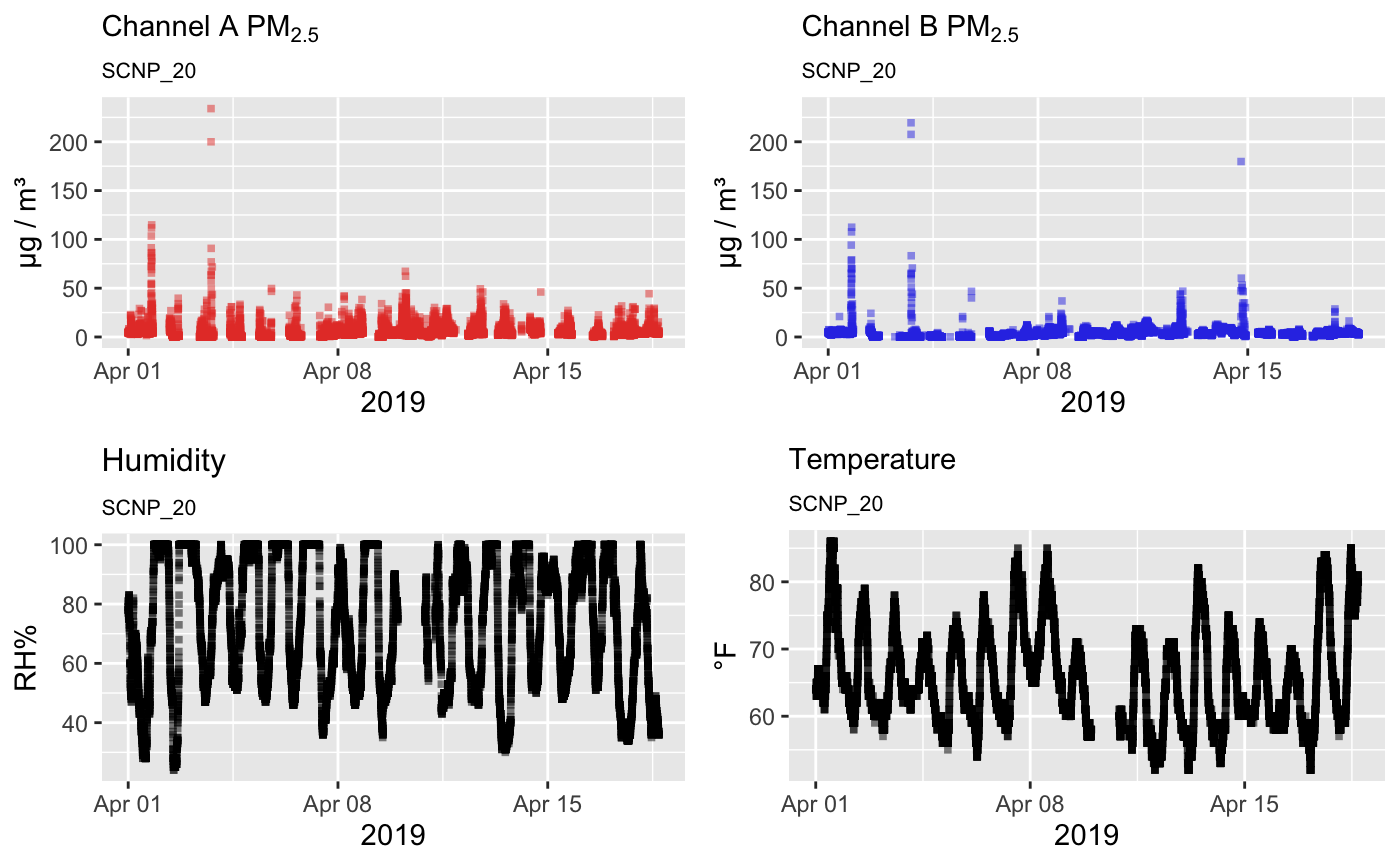 Channel A PM2.5
SCNP_20
200
150
100
50
0
µg / m³
Apr 01 Apr 08 Apr 15
2019
Channel B PM2.5
SCNP_20
200
150
100
50
0
µg / m³
Apr 01 Apr 08 Apr 15
2019
Humidity
SCNP_20
100
80
60
40
RH%
Apr 01 Apr 08 Apr 15
2019
Temperature
SCNP_20
80
70
60
°F
Apr 01 Apr 08 Apr 15
2019